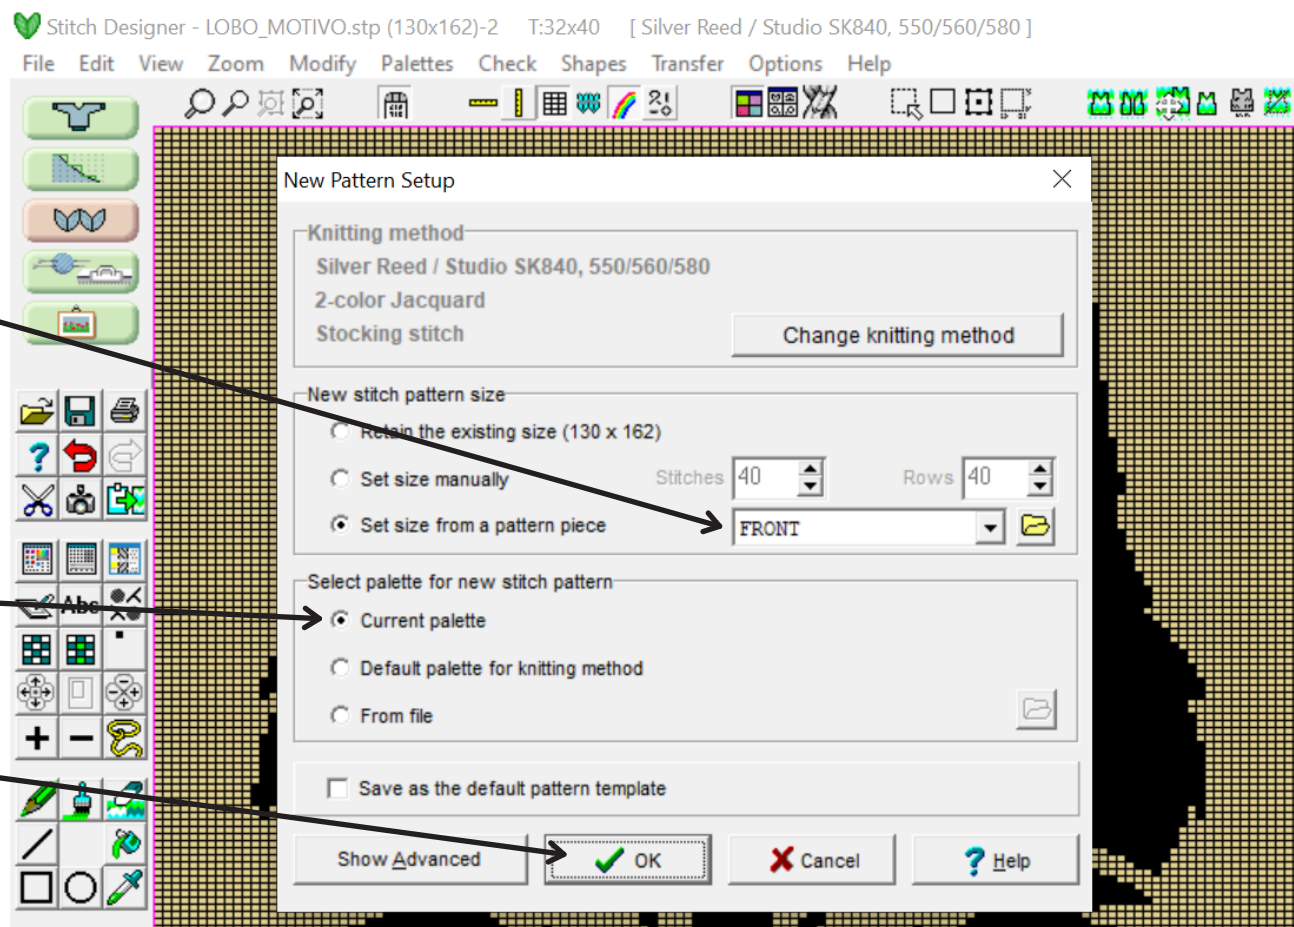 Stitch Designer - LOBO_MOTIVO.stp (130x162)-2 T:32x40 [ Silver Reed / Studio SK840, 550/560/580 ]
File Edit View Zoom Modify Palettes Check Shapes Transfer Options Help
New Pattern Setup
Knitting method
Silver Reed / Studio SK840, 550/560/580
2-color Jacquard
Stocking stitch
Change knitting method
New stitch pattern size
Retain the existing size (130 x 162)
Set size manually Stitches 40 Rows 40
Set size from a pattern piece FRONT
Select palette for new stitch pattern
Current palette
Abc
Default palette for knitting method
From file
Save as the default pattern template
Show Advanced OK Cancel ? Help